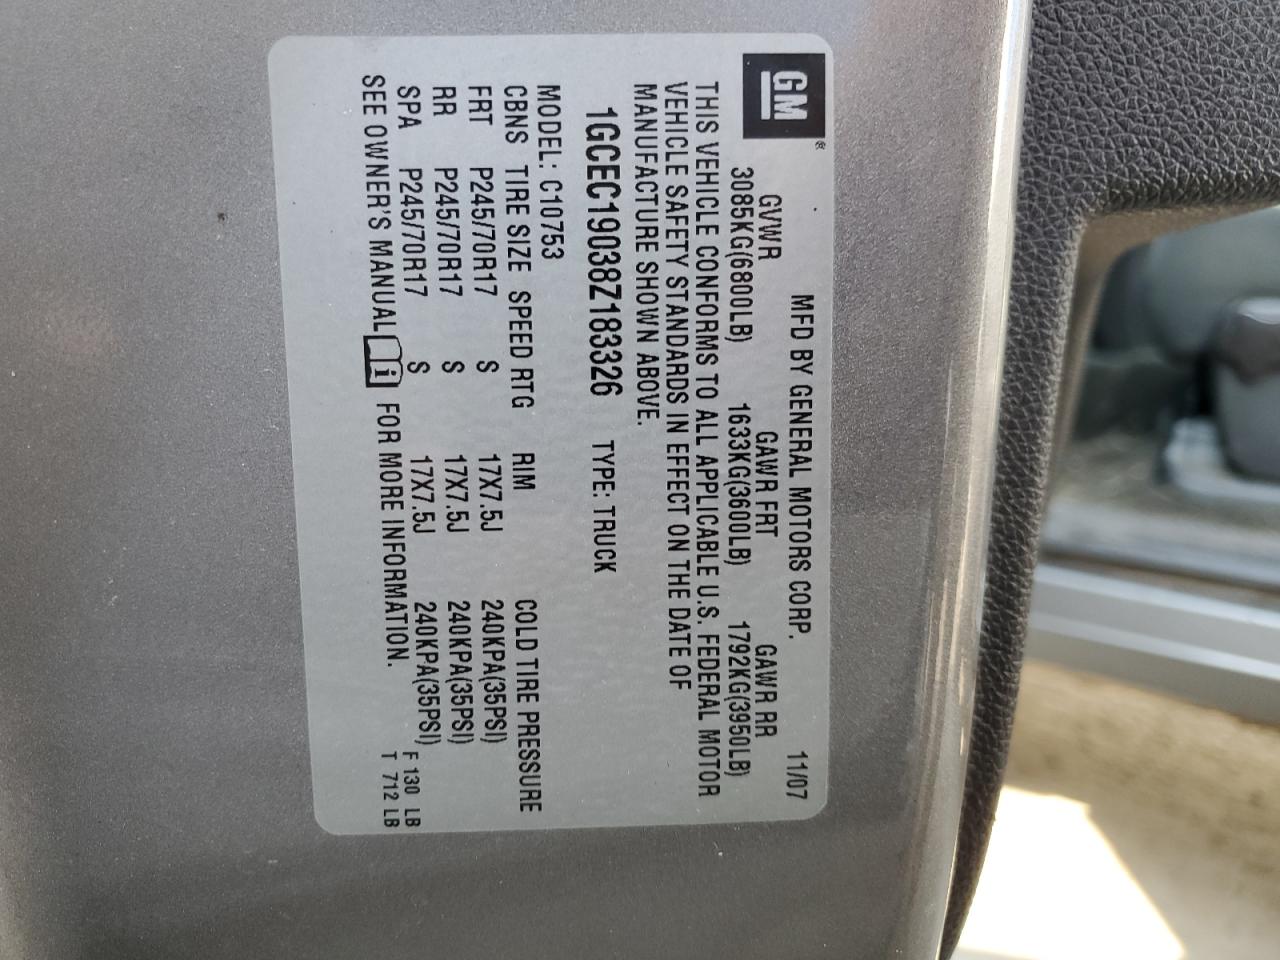 GM®
MFD BY GENERAL MOTORS CORP. 11/07
GVWR GAWR FRT GAWR RR
3085KG(6800LB) 1633KG(3600LB) 1792KG(3950LB)
THIS VEHICLE CONFORMS TO ALL APPLICABLE U.S. FEDERAL MOTOR
VEHICLE SAFETY STANDARDS IN EFFECT ON THE DATE OF
MANUFACTURE SHOWN ABOVE.
1GCEC19038Z183326 TYPE: TRUCK
MODEL: C10753
CBNS TIRE SIZE SPEED RTG RIM COLD TIRE PRESSURE
FRT P245/70R17 S 17X7.5J 240KPA(35PSI)
RR P245/70R17 S 17X7.5J 240KPA(35PSI)
SPA P245/70R17 S 17X7.5J 240KPA(35PSI)
SEE OWNER'S MANUAL i FOR MORE INFORMATION.
F 130 LB
T 712 LB